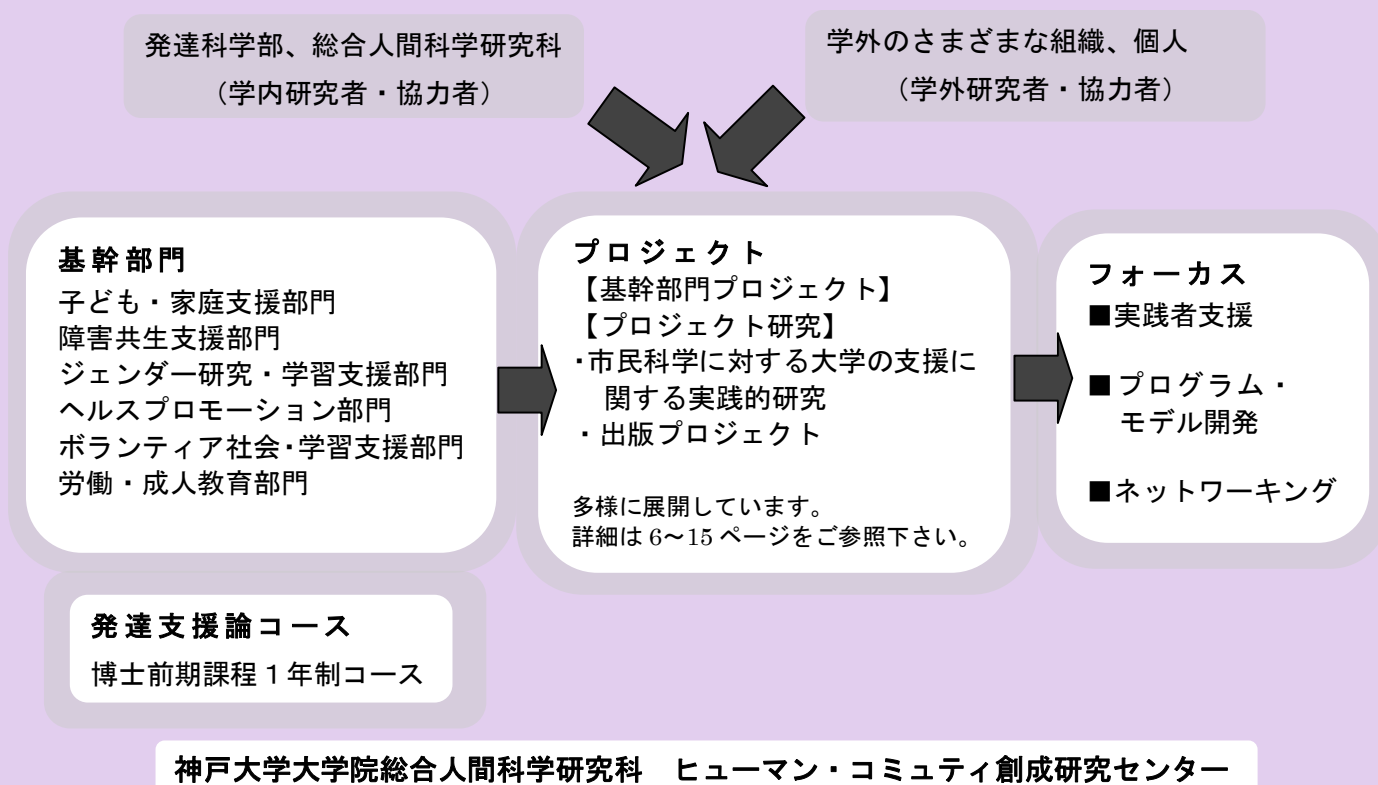 発達科学部、総合人間科学研究科
（学内研究者・協力者）
学外のさまざまな組織、個人
（学外研究者・協力者）
基幹部門
子ども・家庭支援部門
障害共生支援部門
ジェンダー研究・学習支援部門
ヘルスプロモーション部門
ボランティア社会・学習支援部門
労働・成人教育部門
プロジェクト
【基幹部門プロジェクト】
【プロジェクト研究】
・市民科学に対する大学の支援に
関する実践的研究
・出版プロジェクト
多様に展開しています。
詳細は 6～15 ページをご参照下さい。
フォーカス
■実践者支援
■プログラム・
モデル開発
■ネットワーキング
発達支援論コース
博士前期課程１年制コース
神戸大学大学院総合人間科学研究科　ヒューマン・コミュティ創成研究センター